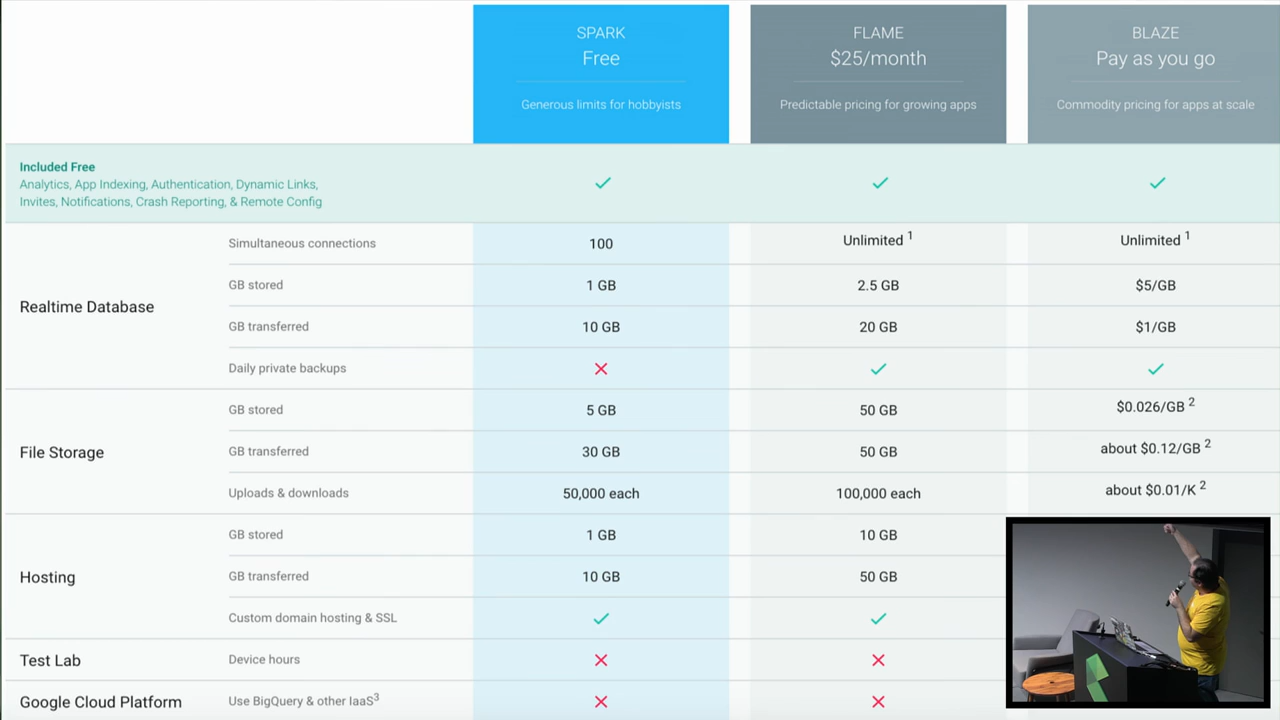 SPARK
Free
Generous limits for hobbyists
FLAME
$25/month
Predictable pricing for growing apps
BLAZE
Pay as you go
Commodity pricing for apps at scale
Included Free
Analytics, App Indexing, Authentication, Dynamic Links,
Invites, Notifications, Crash Reporting, & Remote Config
Realtime Database
Simultaneous connections 100 Unlimited 1 Unlimited 1
GB stored 1 GB 2.5 GB $5/GB
GB transferred 10 GB 20 GB $1/GB
Daily private backups
File Storage
GB stored 5 GB 50 GB $0.026/GB 2
GB transferred 30 GB 50 GB about $0.12/GB 2
Uploads & downloads 50,000 each 100,000 each about $0.01/K 2
Hosting
GB stored 1 GB 10 GB
GB transferred 10 GB 50 GB
Custom domain hosting & SSL
Test Lab Device hours
Google Cloud Platform Use BigQuery & other IaaS3